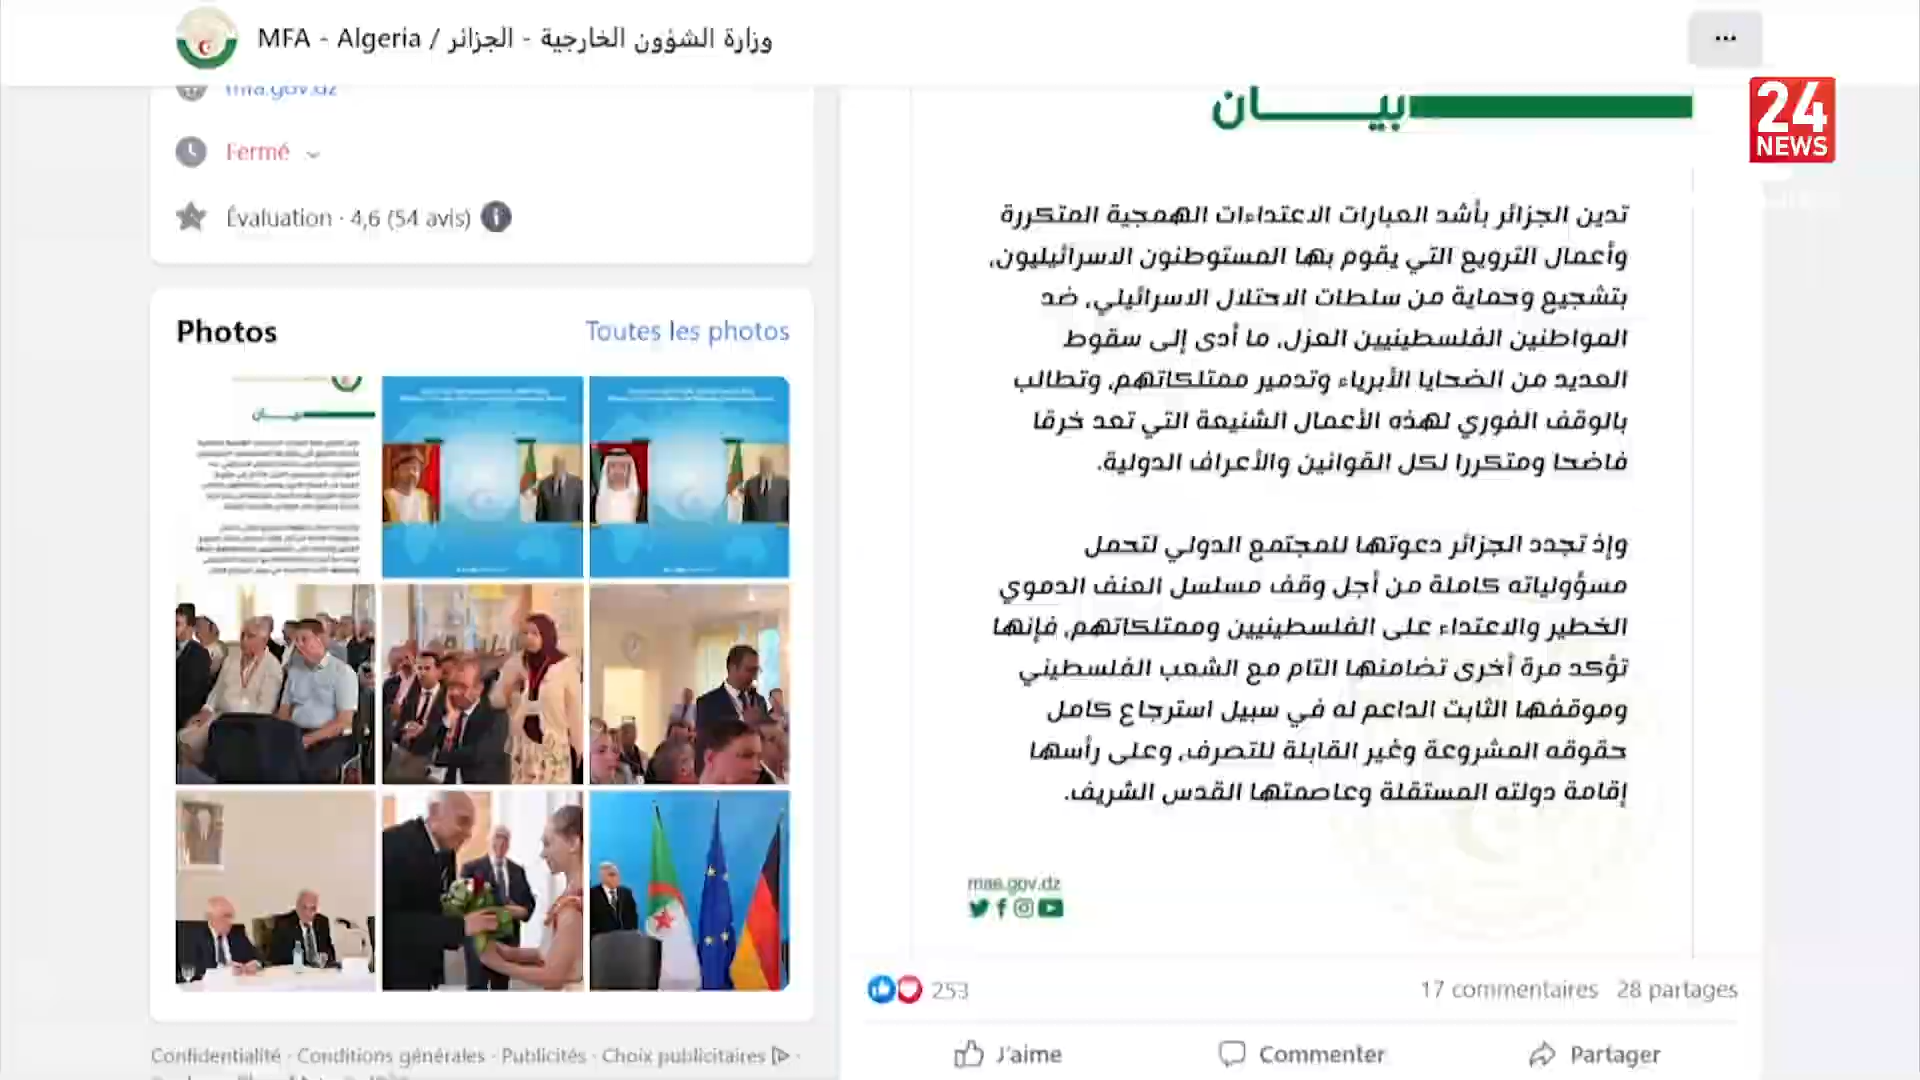 MFA - Algeria / وزارة الشؤون الخارجية - الجزائر
...
24
NEWS
mfa.gov.dz
Fermé
Évaluation · 4,6 (54 avis)
Photos
Toutes les photos
بيـــــــان
بيـــان
تدين الجزائر بأشد العبارات الاعتداءات الهمجية المتكررة
وأعمال الترويع التي يقوم بها المستوطنون الاسرائيليون،
بتشجيع وحماية من سلطات الاحتلال الاسرائيلي، ضد
المواطنين الفلسطينيين العزل، ما أدى إلى سقوط
العديد من الضحايا الأبرياء وتدمير ممتلكاتهم، وتطالب
بالوقف الفوري لهذه الأعمال الشنيعة التي تعد خرقا
فاضحا ومتكررا لكل القوانين والأعراف الدولية.
وإذ تجدد الجزائر دعوتها للمجتمع الدولي لتحمل
مسؤولياته كاملة من أجل وقف مسلسل العنف الدموي
الخطير والاعتداء على الفلسطينيين وممتلكاتهم، فإنها
تؤكد مرة أخرى تضامنها التام مع الشعب الفلسطيني
وموقفها الثابت الداعم له في سبيل استرجاع كامل
حقوقه المشروعة وغير القابلة للتصرف، وعلى رأسها
إقامة دولته المستقلة وعاصمتها القدس الشريف.
mae.gov.dz
253
17 commentaires 28 partages
J'aime
Commenter
Partager
Confidentialité · Conditions générales · Publicités · Choix publicitaires ·